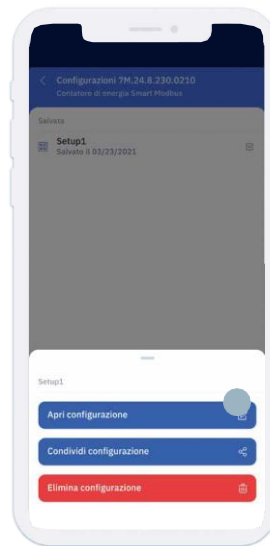 Configurazioni 7M.24.8.230.0210
Contatore di energia Smart Modbus
Salvate
Setup1
Salvato il 03/23/2021
Setup1
Apri configurazione
Condividi configurazione
Elimina configurazione